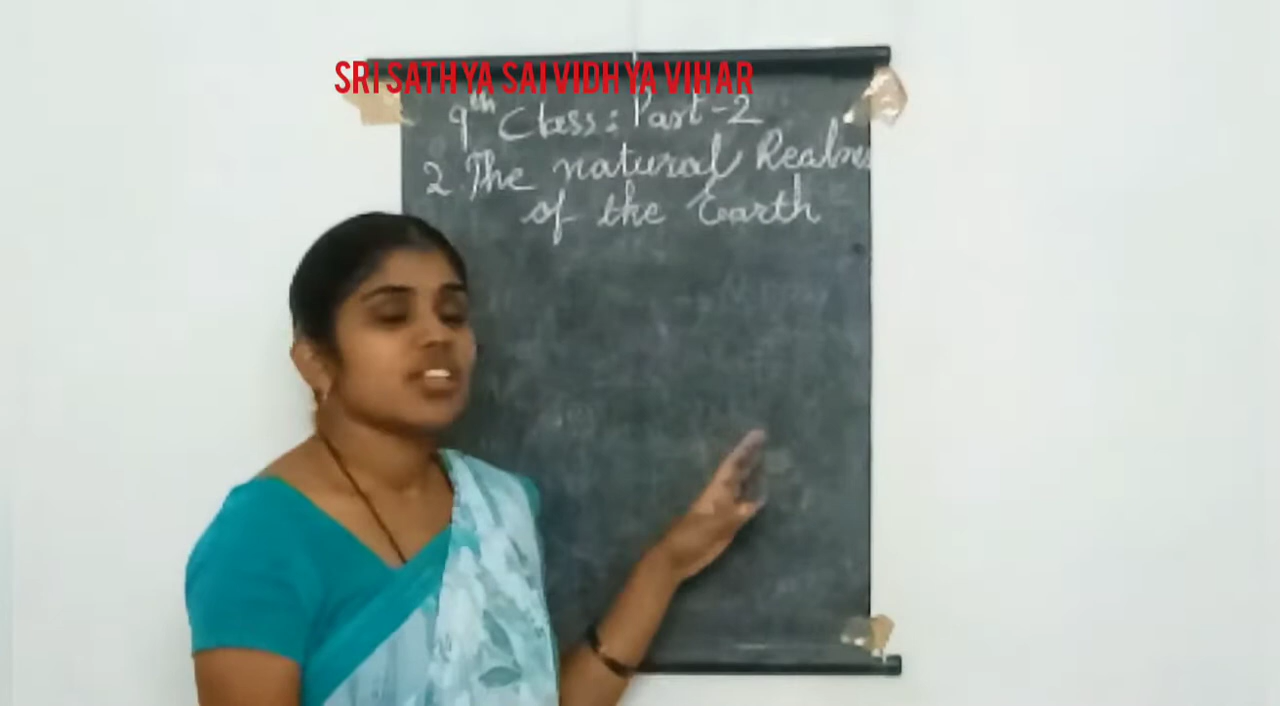 SRI SATHYA SAI VIDHYA VIHAR
9th Class: Part-2
2. The natural Realms
of the Earth